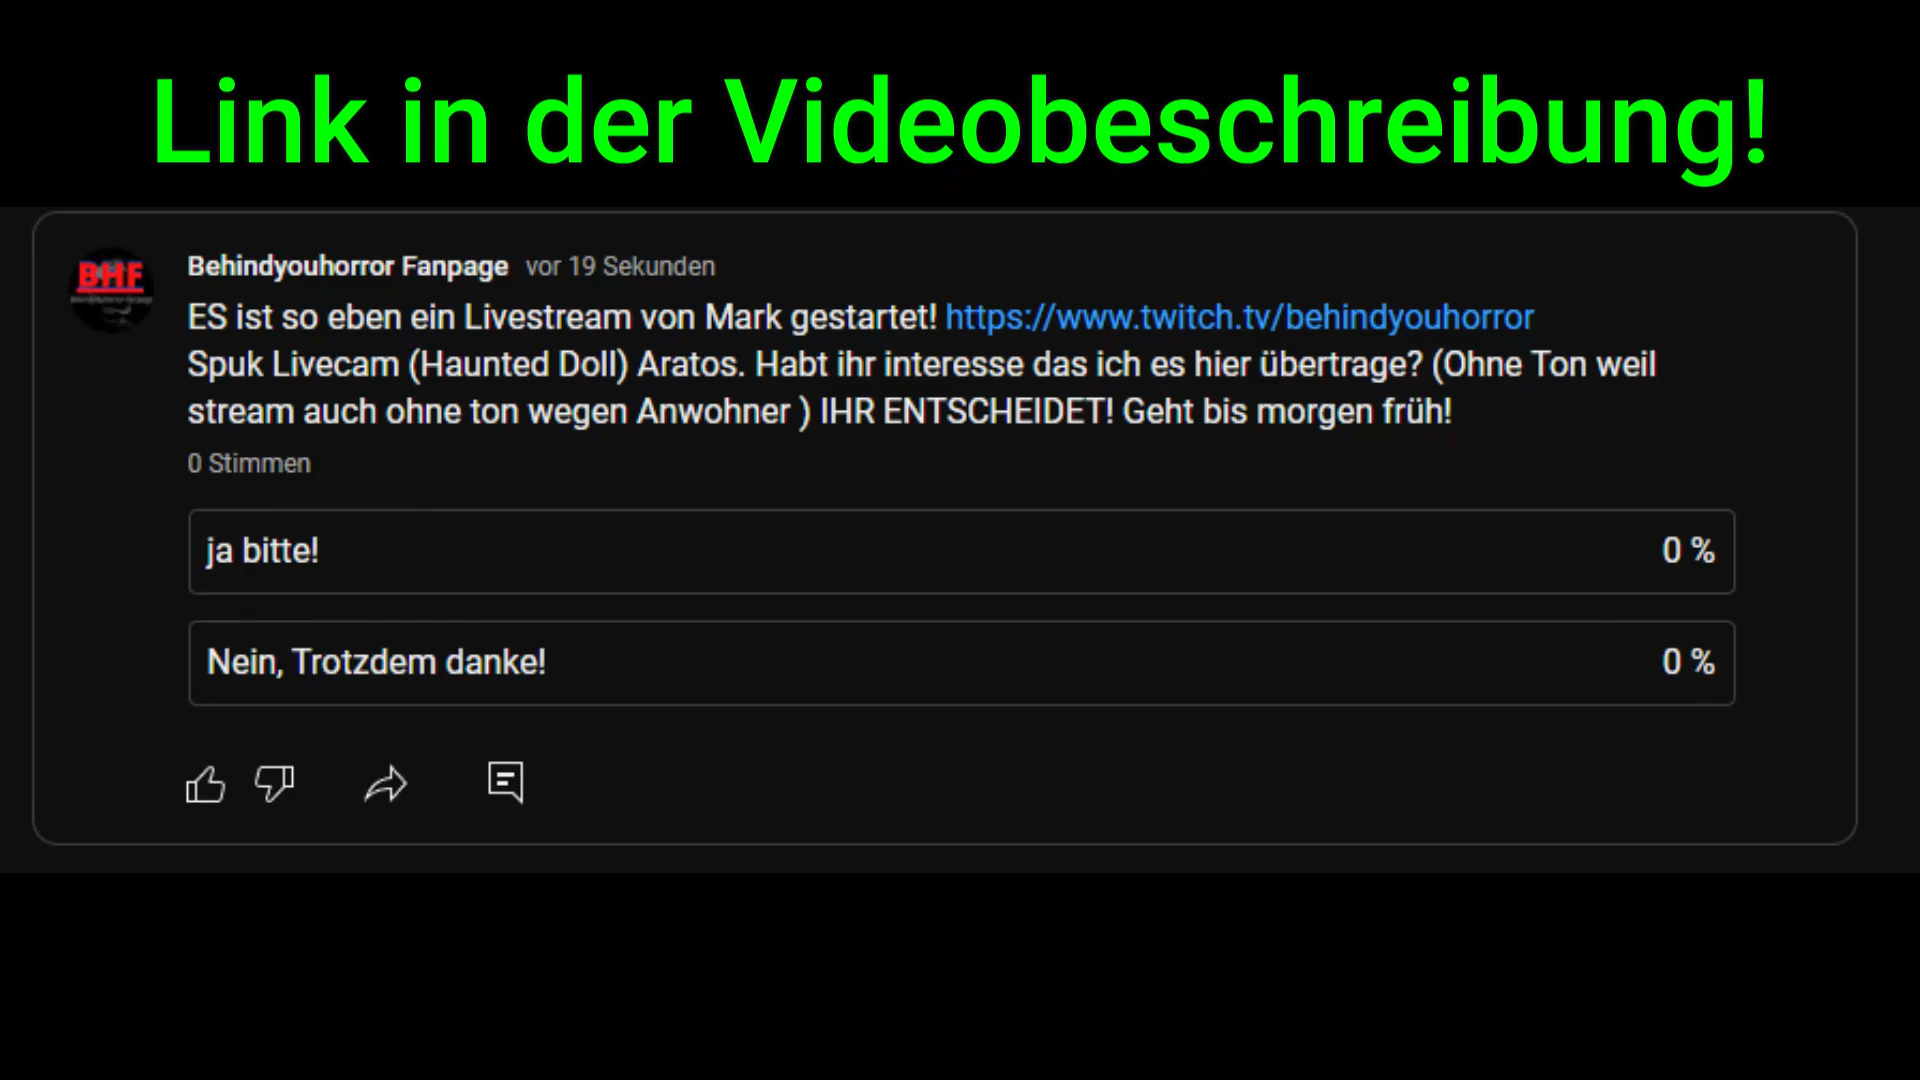 Link in der Videobeschreibung!
BHF
Behindyouhorror Fanpage vor 19 Sekunden
ES ist so eben ein Livestream von Mark gestartet! https://www.twitch.tv/behindyouhorror
Spuk Livecam (Haunted Doll) Aratos. Habt ihr interesse das ich es hier übertrage? (Ohne Ton weil
stream auch ohne ton wegen Anwohner ) IHR ENTSCHEIDET! Geht bis morgen früh!
0 Stimmen
ja bitte! 0 %
Nein, Trotzdem danke! 0 %